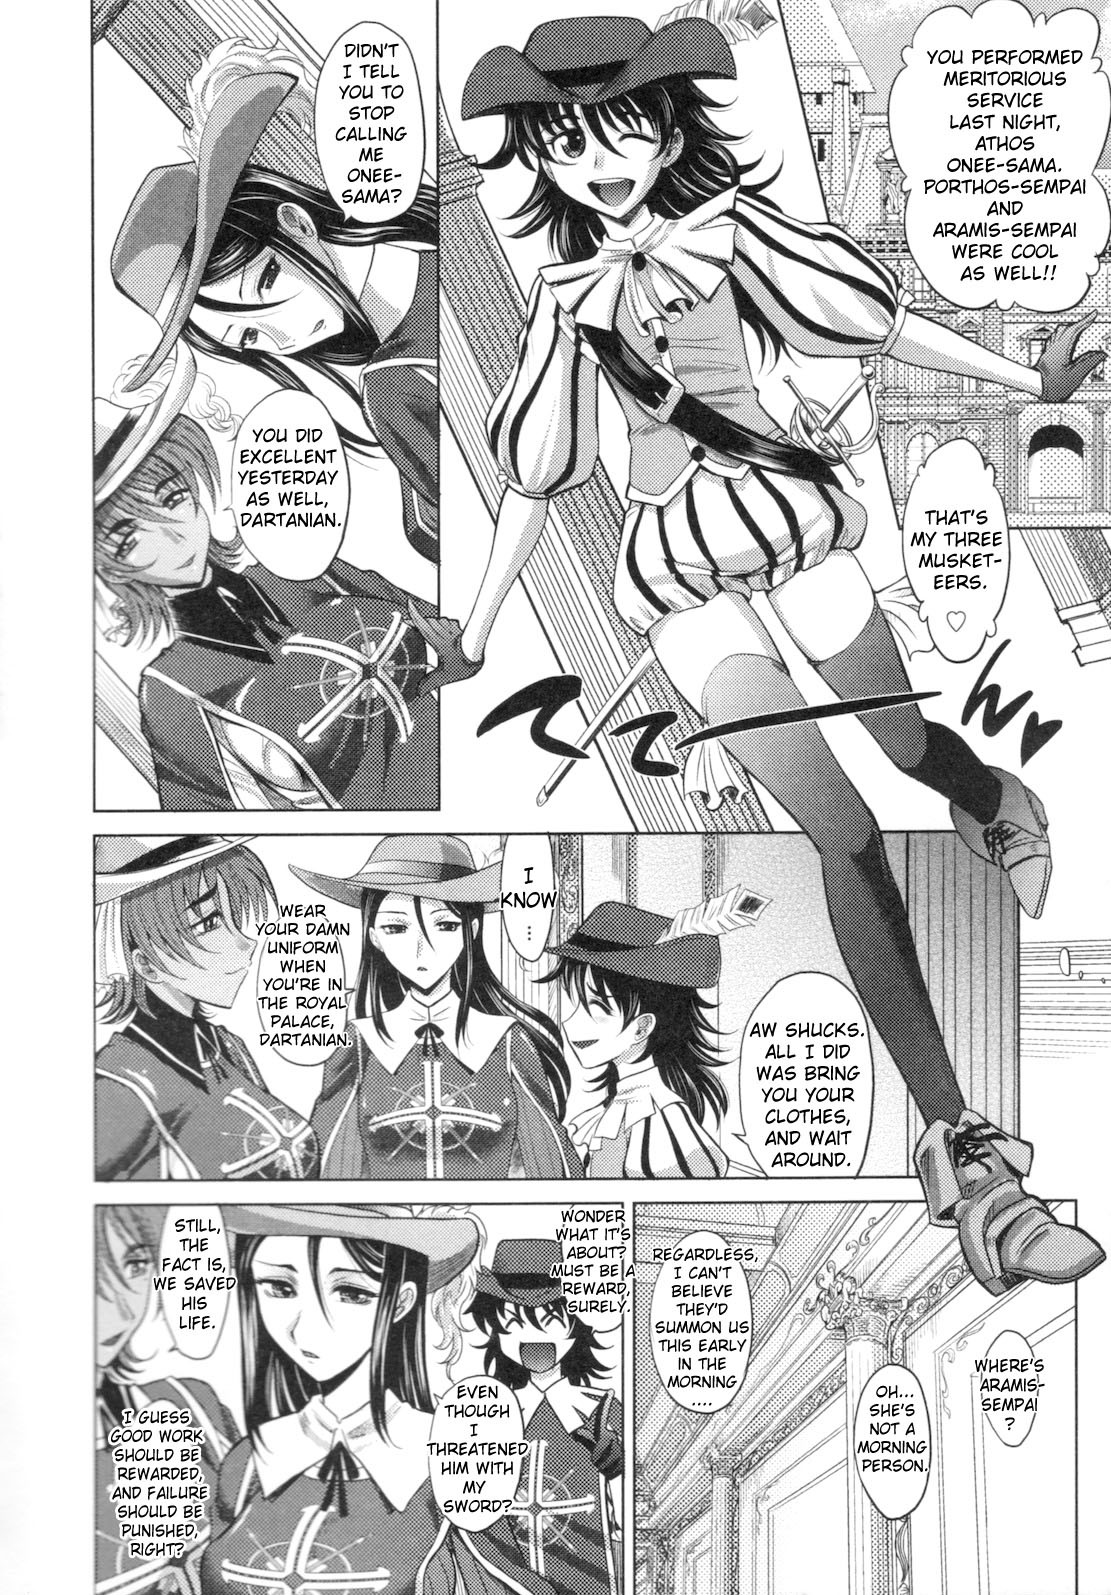 YOU PERFORMED
MERITORIOUS
SERVICE
LAST NIGHT,
ATHOS
ONEE-SAMA.
PORTHOS-SEMPAI
AND
ARAMIS-SEMPAI
WERE COOL
AS WELL!!
THAT'S
MY THREE
MUSKET-
EERS.
♡
DIDN'T
I TELL
YOU TO
STOP
CALLING
ME
ONEE-
SAMA?
YOU DID
EXCELLENT
YESTERDAY
AS WELL,
DARTANIAN.
AW SHUCKS.
ALL I DID
WAS BRING
YOU YOUR
CLOTHES,
AND WAIT
AROUND.
I
KNOW
...
WEAR
YOUR DAMN
UNIFORM
WHEN
YOU'RE IN
THE ROYAL
PALACE,
DARTANIAN.
WHERE'S
ARAMIS-
SEMPAI
?
OH...
SHE'S
NOT A
MORNING
PERSON.
REGARDLESS,
I CAN'T
BELIEVE
THEY'D
SUMMON US
THIS EARLY
IN THE
MORNING
....
WONDER
WHAT IT'S
ABOUT?
MUST BE A
REWARD,
SURELY.
EVEN
THOUGH
I
THREATENED
HIM WITH
MY
SWORD?
STILL,
THE
FACT IS,
WE SAVED
HIS
LIFE.
I GUESS
GOOD WORK
SHOULD BE
REWARDED,
AND FAILURE
SHOULD BE
PUNISHED,
RIGHT?